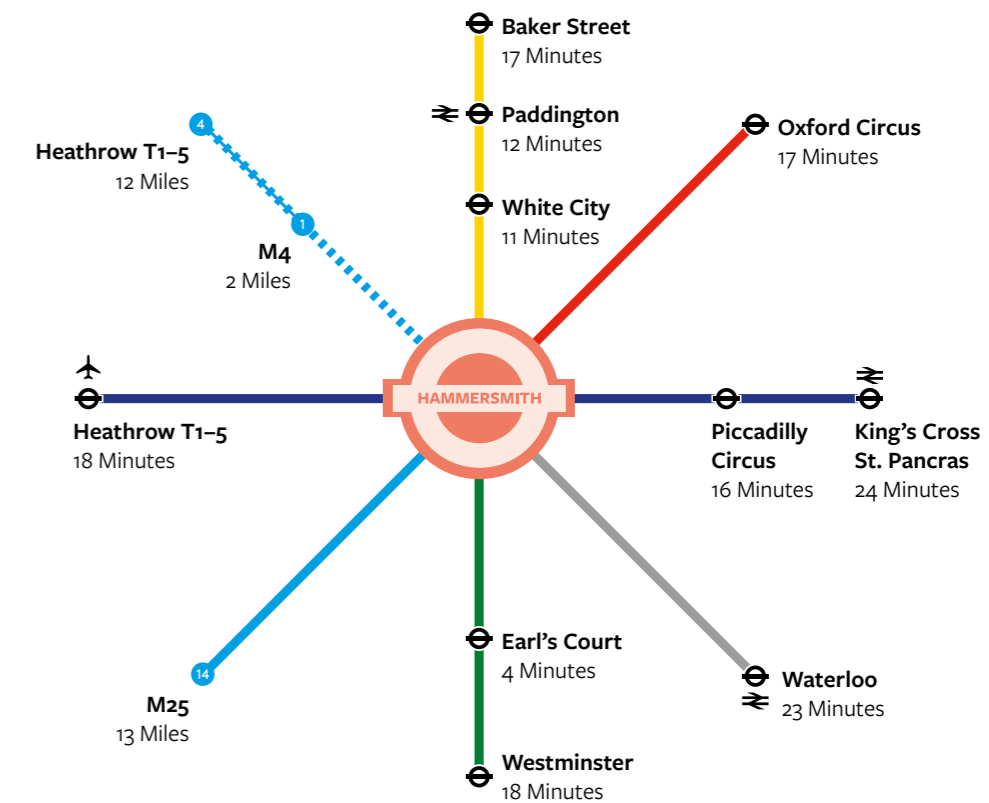 Baker Street
17 Minutes
Paddington
12 Minutes
White City
11 Minutes
Oxford Circus
17 Minutes
4
Heathrow T1–5
12 Miles
1
M4
2 Miles
HAMMERSMITH
Heathrow T1–5
18 Minutes
Piccadilly
Circus
16 Minutes
King's Cross
St. Pancras
24 Minutes
14
M25
13 Miles
Earl's Court
4 Minutes
Waterloo
23 Minutes
Westminster
18 Minutes